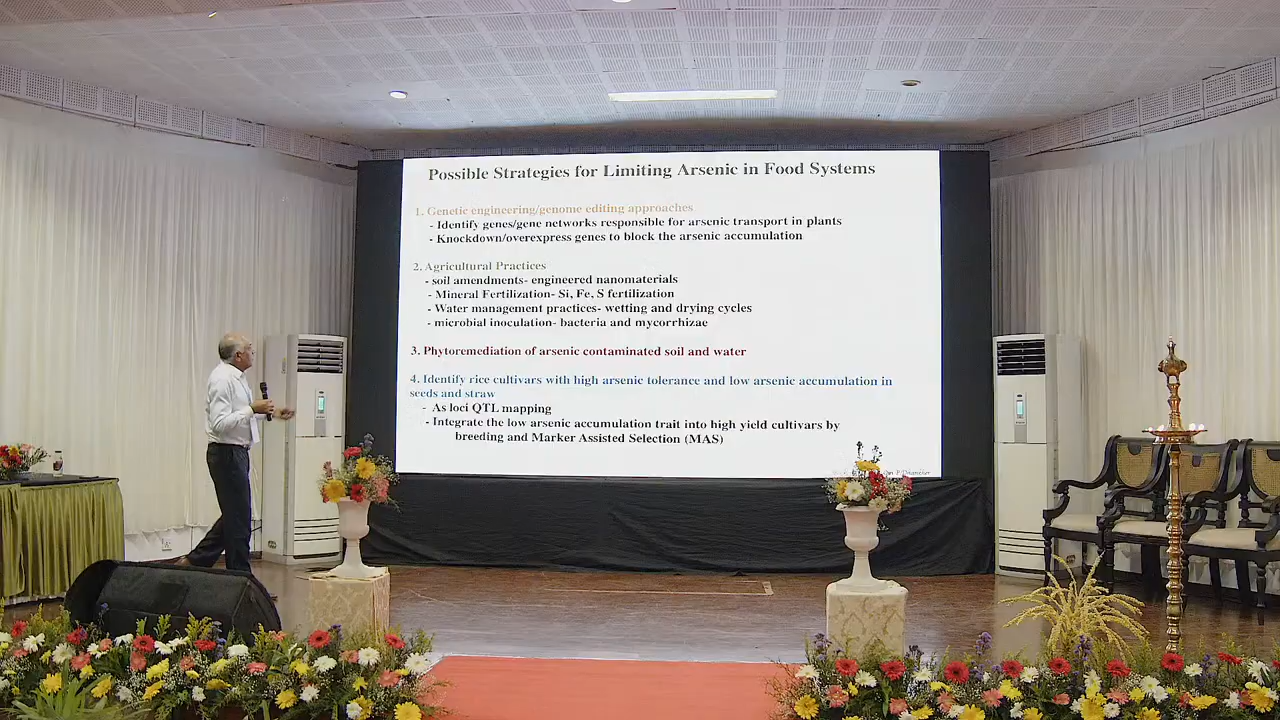 Possible Strategies for Limiting Arsenic in Food Systems
1. Genetic engineering/genome editing approaches
- Identify genes/gene networks responsible for arsenic transport in plants
- Knockdown/overexpress genes to block the arsenic accumulation
2. Agricultural Practices
- soil amendments- engineered nanomaterials
- Mineral Fertilization- Si, Fe, S fertilization
- Water management practices- wetting and drying cycles
- microbial inoculation- bacteria and mycorrhizae
3. Phytoremediation of arsenic contaminated soil and water
4. Identify rice cultivars with high arsenic tolerance and low arsenic accumulation in
seeds and straw
- As loci QTL mapping
- Integrate the low arsenic accumulation trait into high yield cultivars by
breeding and Marker Assisted Selection (MAS)